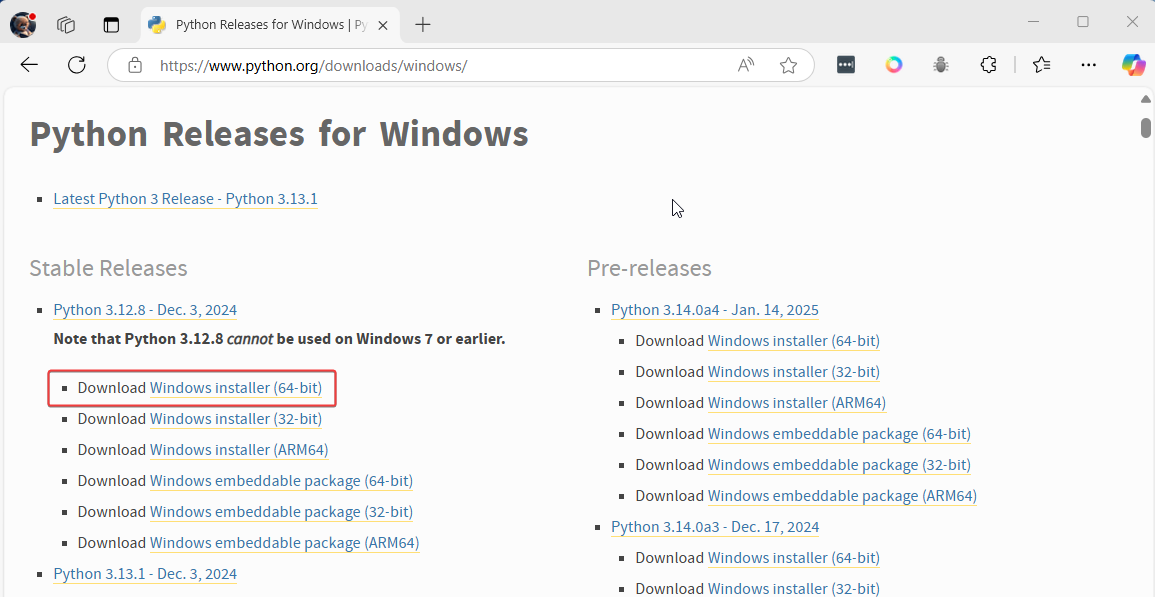 Python Releases for Windows | Py
https://www.python.org/downloads/windows/
Python Releases for Windows
Latest Python 3 Release - Python 3.13.1
Stable Releases
Python 3.12.8 - Dec. 3, 2024
Note that Python 3.12.8 cannot be used on Windows 7 or earlier.
Download Windows installer (64-bit)
Download Windows installer (32-bit)
Download Windows installer (ARM64)
Download Windows embeddable package (64-bit)
Download Windows embeddable package (32-bit)
Download Windows embeddable package (ARM64)
Python 3.13.1 - Dec. 3, 2024
Pre-releases
Python 3.14.0a4 - Jan. 14, 2025
Download Windows installer (64-bit)
Download Windows installer (32-bit)
Download Windows installer (ARM64)
Download Windows embeddable package (64-bit)
Download Windows embeddable package (32-bit)
Download Windows embeddable package (ARM64)
Python 3.14.0a3 - Dec. 17, 2024
Download Windows installer (64-bit)
Download Windows installer (32-bit)